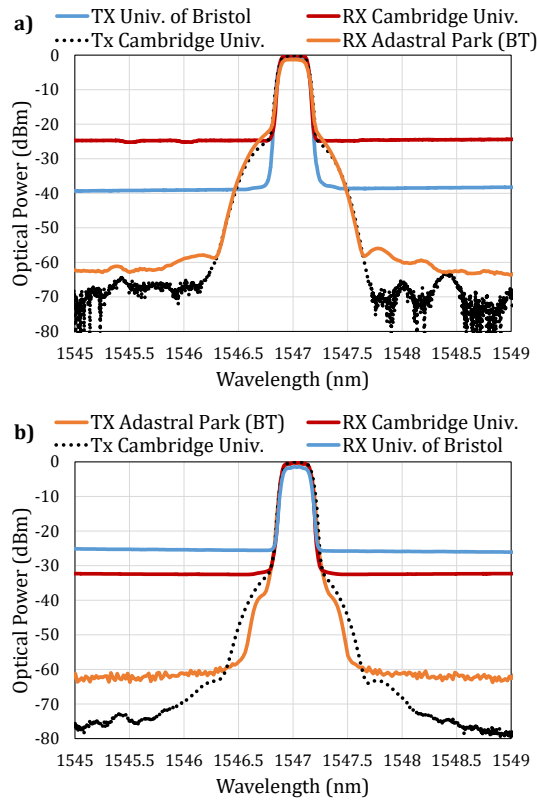 a)
TX Univ. of Bristol RX Cambridge Univ.
Tx Cambridge Univ. RX Adastral Park (BT)
Optical Power (dBm)
0
-10
-20
-30
-40
-50
-60
-70
-80
1545 1545.5 1546 1546.5 1547 1547.5 1548 1548.5 1549
Wavelength (nm)
b)
TX Adastral Park (BT) RX Cambridge Univ.
Tx Cambridge Univ. RX Univ. of Bristol
Optical Power (dBm)
0
-10
-20
-30
-40
-50
-60
-70
-80
1545 1545.5 1546 1546.5 1547 1547.5 1548 1548.5 1549
Wavelength (nm)